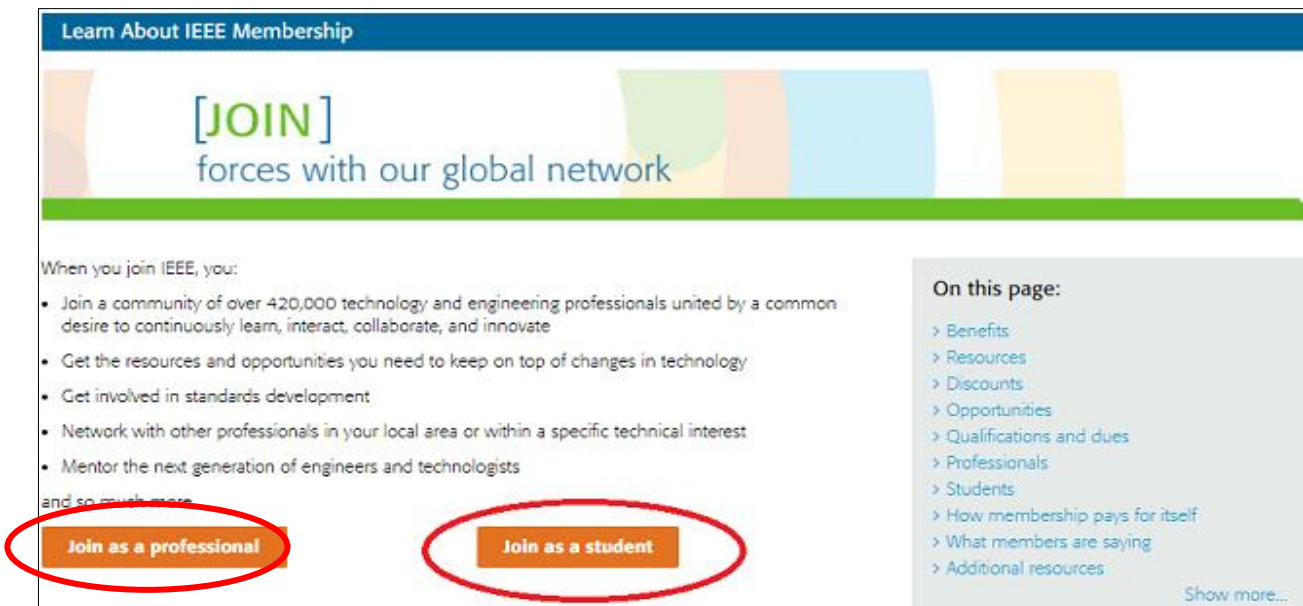 Learn About IEEE Membership
[JOIN]
forces with our global network
When you join IEEE, you:
• Join a community of over 420,000 technology and engineering professionals united by a common
desire to continuously learn, interact, collaborate, and innovate
• Get the resources and opportunities you need to keep on top of changes in technology
• Get involved in standards development
• Network with other professionals in your local area or within a specific technical interest
• Mentor the next generation of engineers and technologists
and so much more
Join as a professional
Join as a student
On this page:
> Benefits
> Resources
> Discounts
> Opportunities
> Qualifications and dues
> Professionals
> Students
> How membership pays for itself
> What members are saying
> Additional resources
Show more...